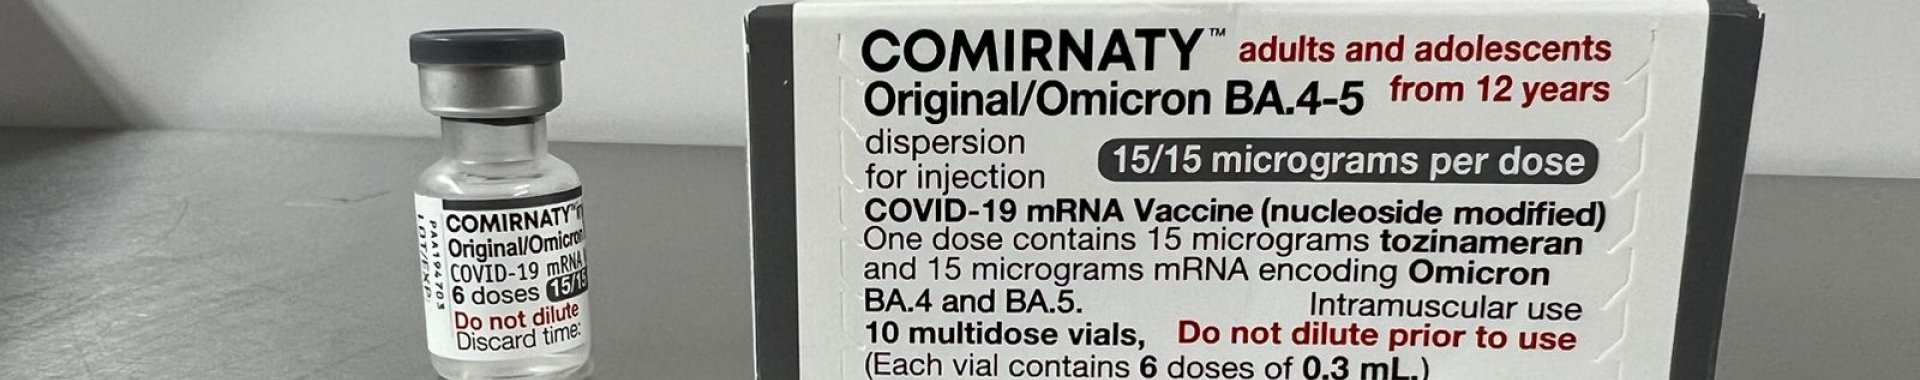 COMIRNATY™
Original/Omicron
COVID-19 mRNA
6 doses 15/15
Do not dilute
Discard time:
PAA194703
LOT/EXP:
COMIRNATY™ adults and adolescents
Original/Omicron BA.4-5 from 12 years
dispersion
for injection
15/15 micrograms per dose
COVID-19 mRNA Vaccine (nucleoside modified)
One dose contains 15 micrograms tozinameran
and 15 micrograms mRNA encoding Omicron
BA.4 and BA.5. Intramuscular use
10 multidose vials, Do not dilute prior to use
(Each vial contains 6 doses of 0.3 mL.)